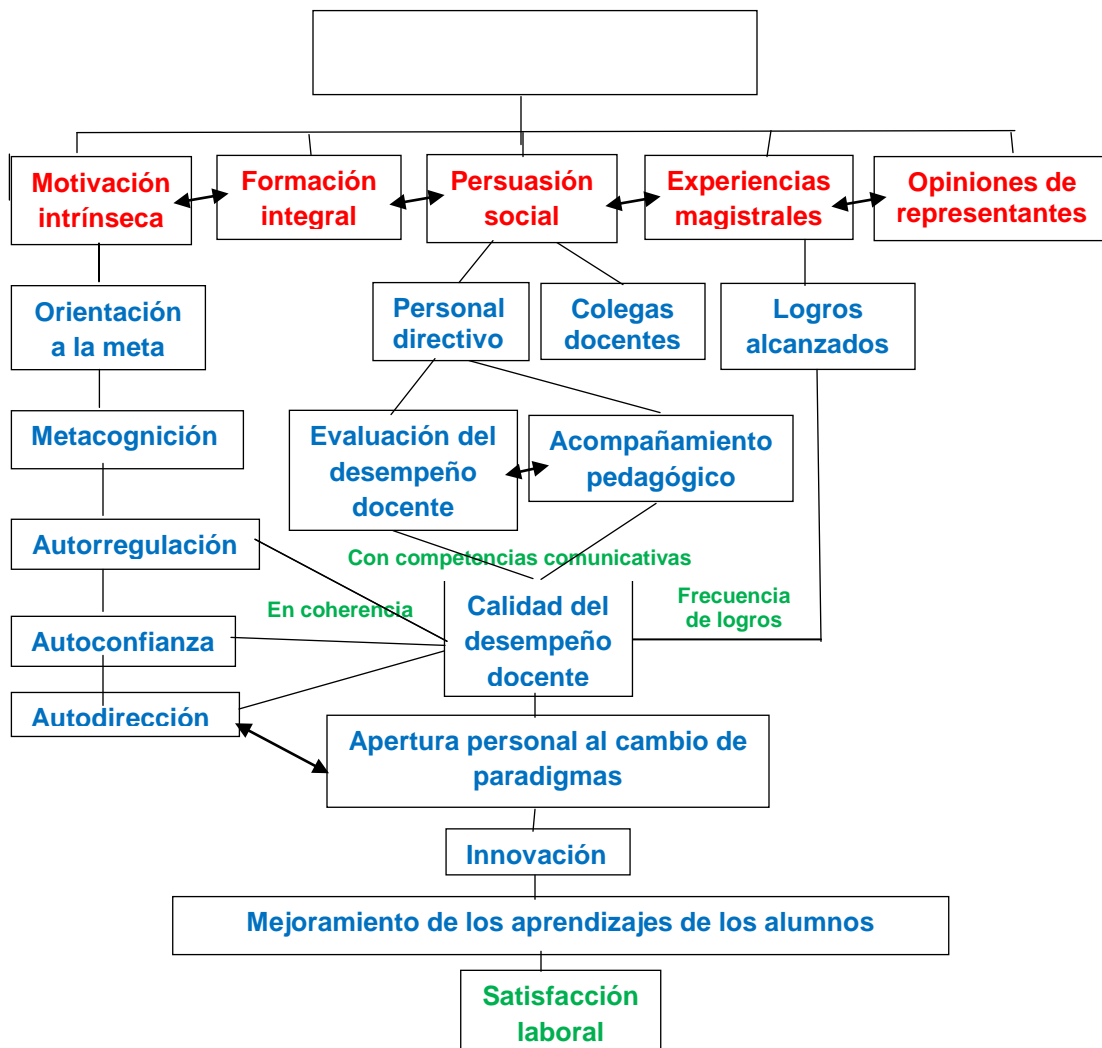 Motivación
intrínseca
Formación
integral
Persuasión
social
Experiencias
magistrales
Opiniones de
representantes
Orientación
a la meta
Personal
directivo
Colegas
docentes
Logros
alcanzados
Metacognición
Evaluación del
desempeño
docente
Acompañamiento
pedagógico
Autorregulación
Con competencias comunicativas
En coherencia
Calidad del
desempeño
docente
Frecuencia
de logros
Autoconfianza
Autodirección
Apertura personal al cambio de
paradigmas
Innovación
Mejoramiento de los aprendizajes de los alumnos
Satisfacción
laboral